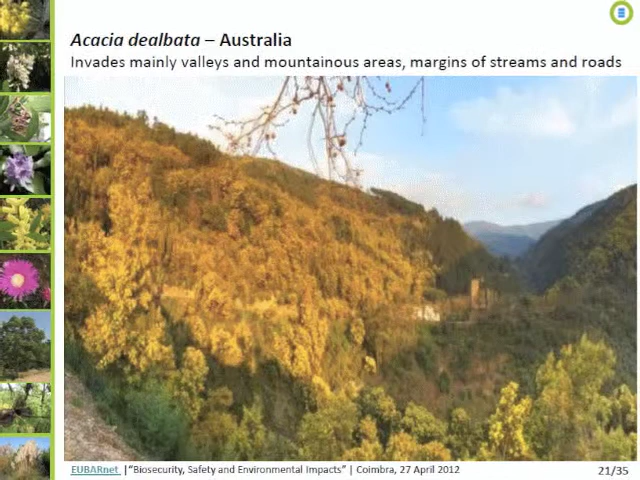 Acacia dealbata – Australia
Invades mainly valleys and mountainous areas, margins of streams and roads
EUBARnet |"Biosecurity, Safety and Environmental Impacts" | Coimbra, 27 April 2012
21/35